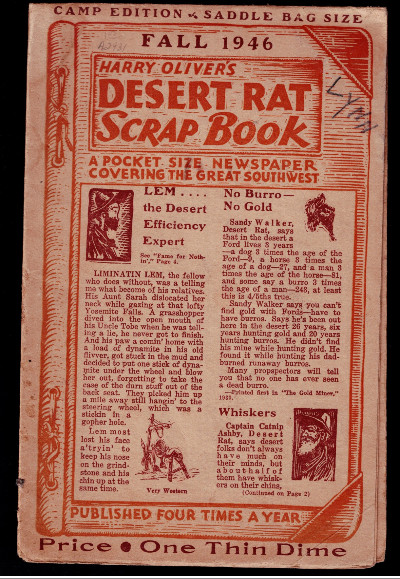 CAMP EDITION SADDLE BAG SIZE
FALL 1946
Lynn
HARRY OLIVER'S
DESERT RAT
SCRAP BOOK
A POCKET SIZE NEWSPAPER
COVERING THE GREAT SOUTHWEST
LEM....
the Desert
Efficiency
Expert
See "Fame for Noth-
in'," Page 4.
LIMINATIN LEM, the fellow
who does without, was a telling
me what become of his relatives.
His Aunt Sarah dislocated her
neck while gazing at that lofty
Yosemite Falls. A grasshopper
dived into the open mouth of
his Uncle Tobe when he was tell-
ing a lie, he never got to finish.
And his paw a comin' home with
a load of dynamite in his old
flivver, got stuck in the mud and
decided to put one stick of dyna-
mite under the wheel and blow
her out, forgetting to take the
case of the durn stuff out of the
back seat. They picked him up
a mile away still hangin' to the
steering wheel, which was a
stickin in a
gopher hole.
Lem most
lost his face
a'tryin' to
keep his nose
on the grind-
stone and his
chin up at the
same time.
Very Western
No Burro—
No Gold
Sandy Walker,
Desert Rat, says
that in the desert a
Ford lives 3 years
—a dog 3 times the age of the
Ford—9, a horse 3 times the
age of a dog—27, and a man 3
times the age of the horse—81,
and some say a burro 3 times
the age of a man—243, at least
this is 4/5ths true.
Sandy Walker says you can't
find gold with Fords—have to
have burros. Says he's been out
here in the desert 26 years, six
years hunting gold and 20 years
hunting burros. He didn't find
his mine while hunting gold. He
found it while hunting his dad-
burned runaway burros.
Many prospectors will tell
you that no one has ever seen
a dead burro.
—Printed first in "The Gold Miner,"
Whiskers
Captain Catnip
Ashby, Desert
Rat, says desert
folks don't always
have much on
their minds, but
about half of
them have whisk-
ers on their chins,
(Continued on Page 2)
PUBLISHED FOUR TIMES A YEAR
Price • One Thin Dime